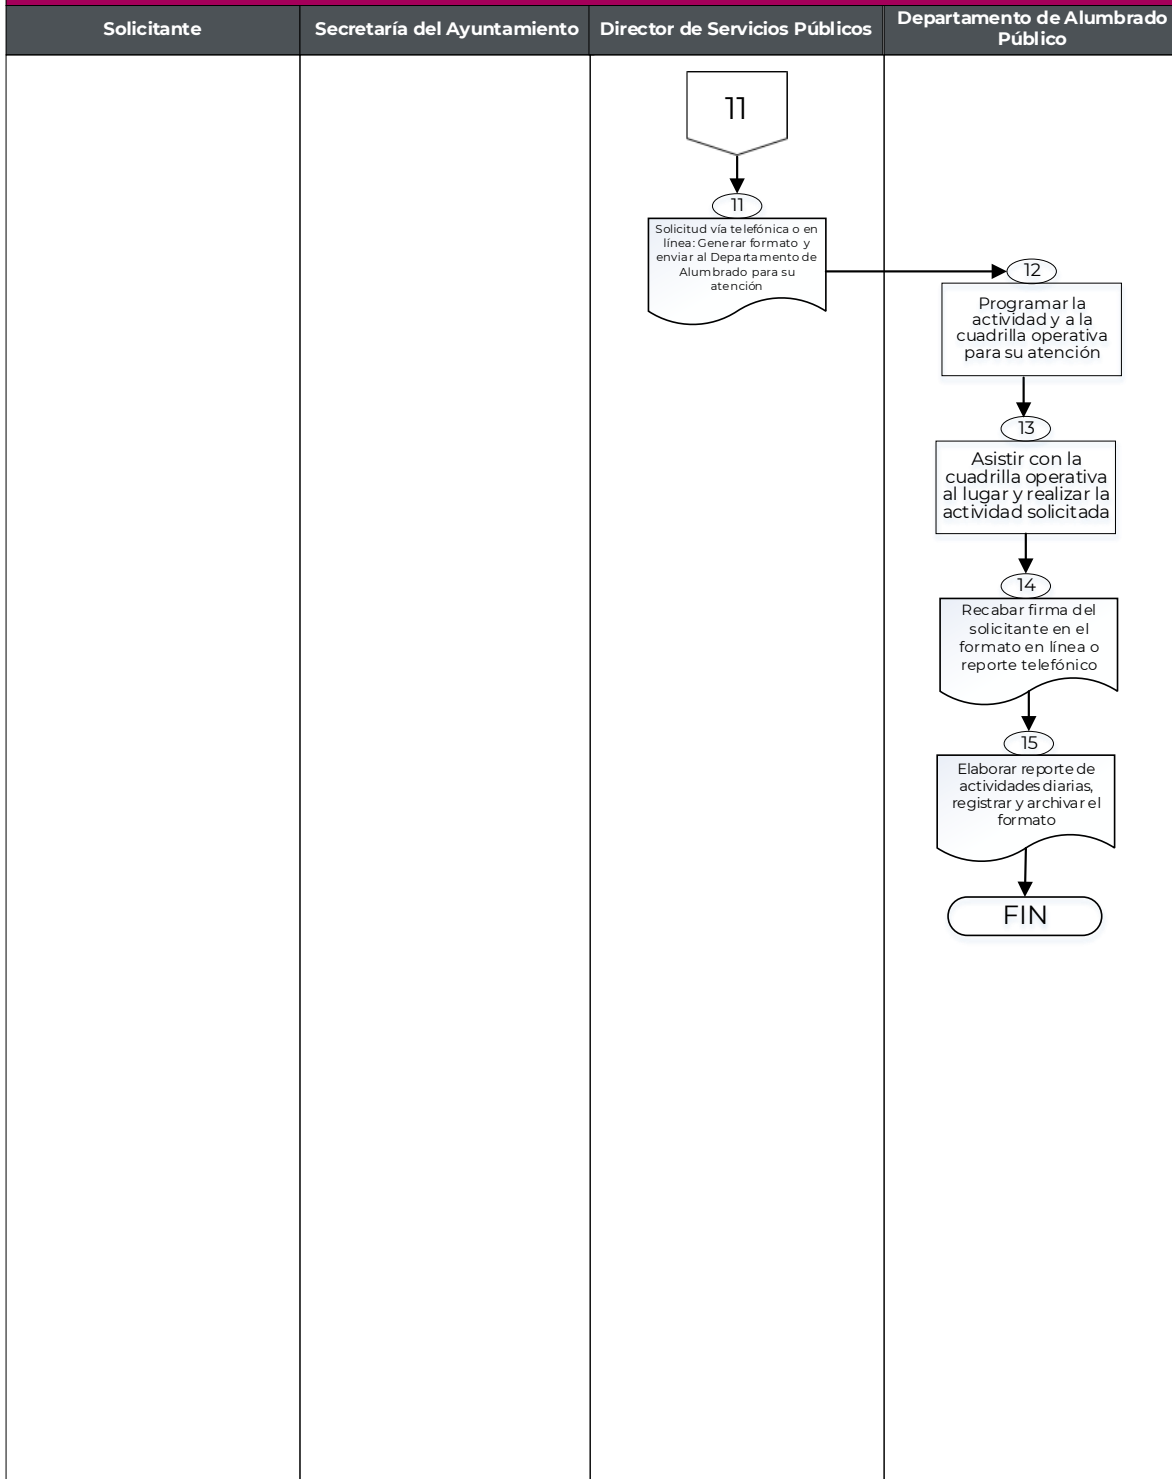 Solicitante
Secretaría del Ayuntamiento
Director de Servicios Públicos
Departamento de Alumbrado
Público
11
11
Solicitud vía telefónica o en
línea: Generar formato y
enviar al Departamento de
Alumbrado para su
atención
12
Programar la
actividad y a la
cuadrilla operativa
para su atención
13
Asistir con la
cuadrilla operativa
al lugar y realizar la
actividad solicitada
14
Recabar firma del
solicitante en el
formato en línea o
reporte telefónico
15
Elaborar reporte de
actividades diarias,
registrar y archivar el
formato
FIN